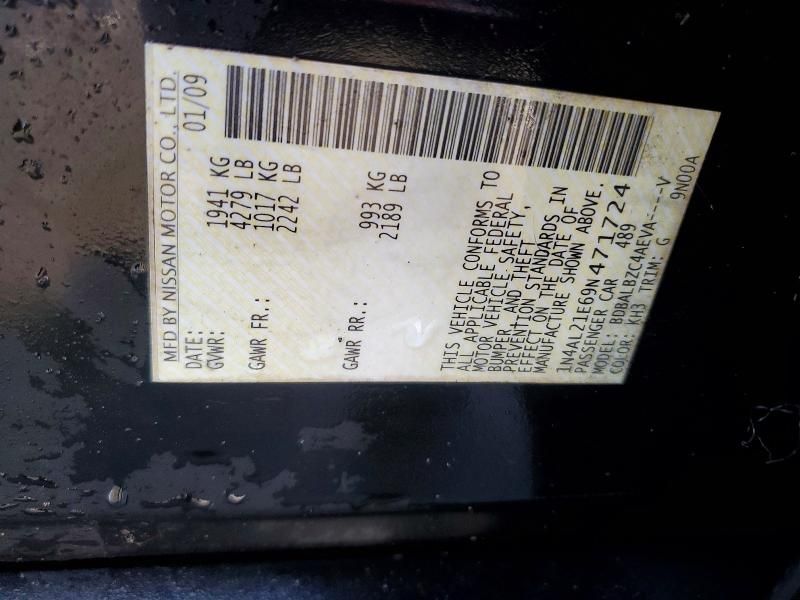 MFD BY NISSAN MOTOR CO., LTD.
DATE: 01/09
GVWR: 1941 KG
4279 LB
GAWR FR.: 1017 KG
2242 LB
GAWR RR.: 993 KG
2189 LB
THIS VEHICLE CONFORMS TO
ALL APPLICABLE FEDERAL
MOTOR VEHICLE SAFETY,
BUMPER, AND THEFT
PREVENTION STANDARDS IN
EFFECT ON THE DATE OF
MANUFACTURE SHOWN ABOVE.
1N4AL21E69N471724
PASSENGER CAR 489
MODEL: BDBALBZC4AEVA----V
COLOR: KH3 TRIM: G 9N00A